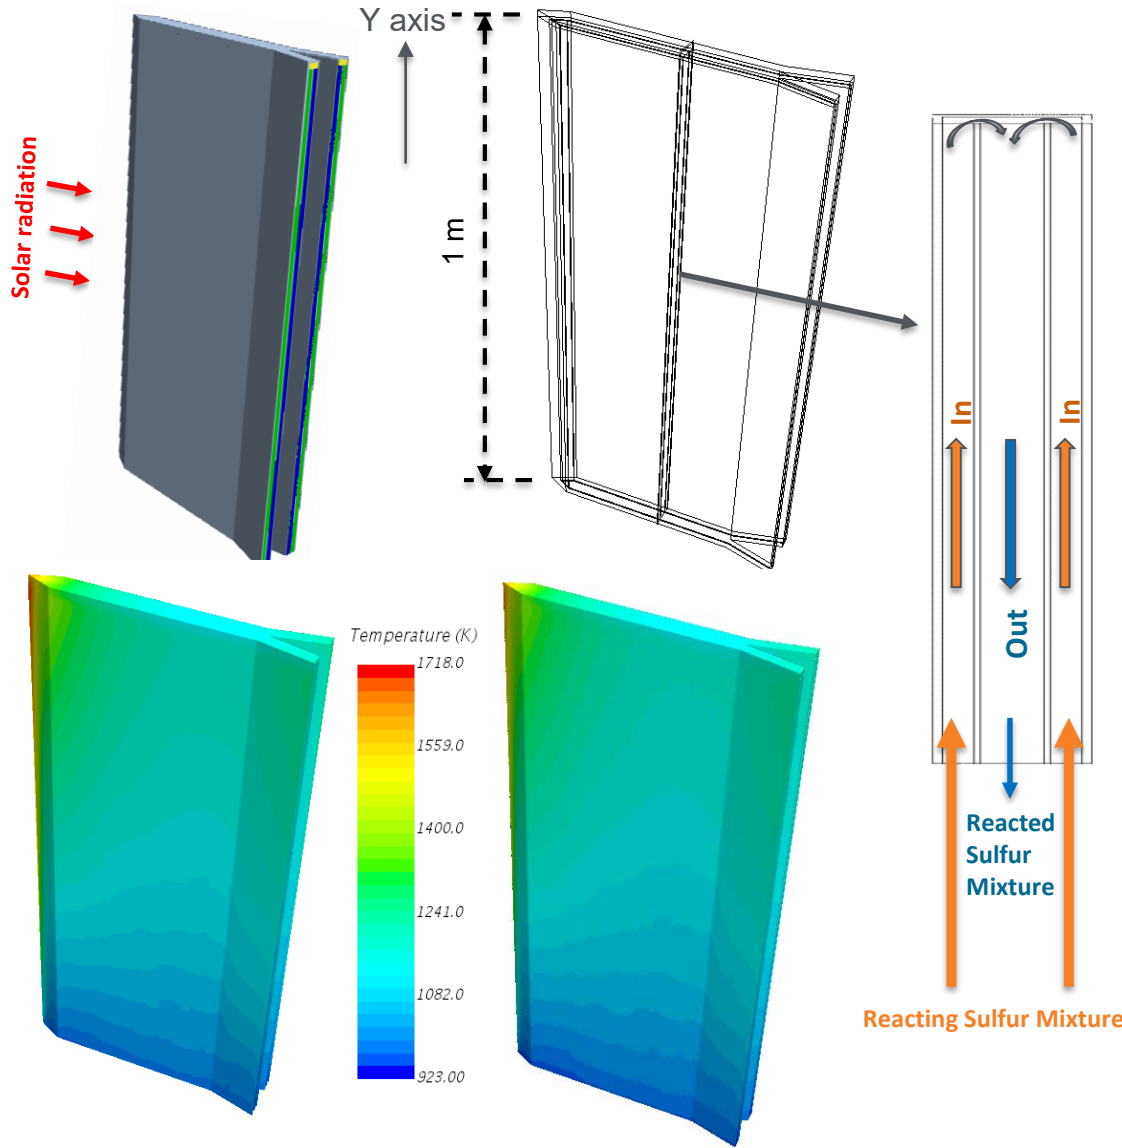 Y axis
Solar radiation
1 m
In
In
Out
Temperature (K)
1718.0
1559.0
1400.0
1241.0
1082.0
923.00
Reacted
Sulfur
Mixture
Reacting Sulfur Mixture